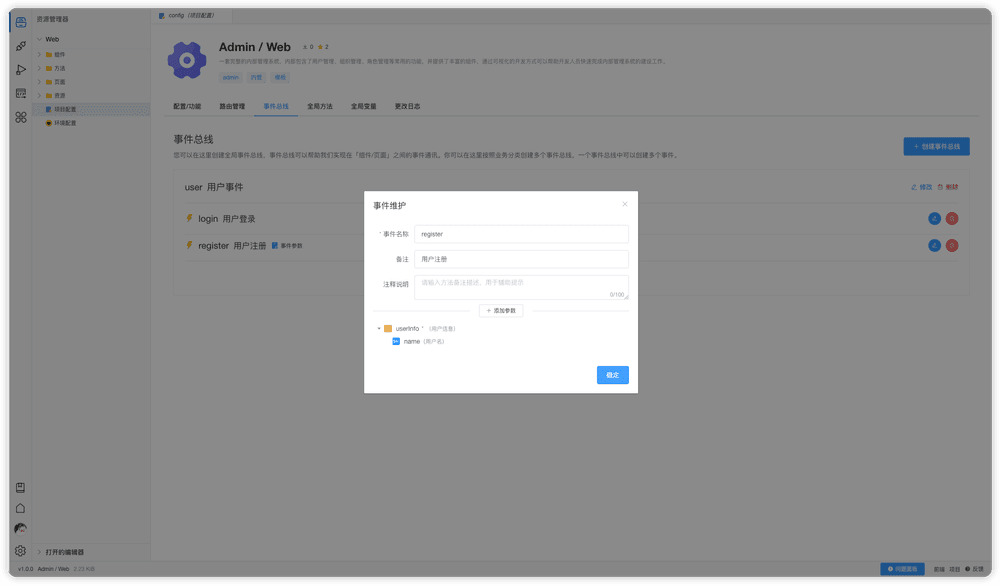 资源管理器
config（项目配置）
Web
组件
方法
页面
资源
项目配置
环境配置
Admin / Web 0 2
一套完整的内容管理系统，内部包含了用户管理、组织管理、角色管理等常用的功能，并提供了丰富的组件，通过可视化的开发方式可以帮助开发人员快速完成内部管理系统的建设工作。
admin 内管 模板
配置/功能 路由管理 事件总线 全局方法 全局变量 更改日志
事件总线
您可以在这里创建全局事件总线，事件总线可以帮助我们实现在「组件/页面」之间的事件通讯。你可以在这里按照业务分类创建多个事件总线，一个事件总线中可以创建多个事件。
+ 创建事件总线
user 用户事件
修改 删除
login 用户登录
register 用户注册 事件参数
事件维护
* 事件名称 register
备注 用户注册
注释说明 请输入方法备注描述，用于辅助提示
0/100
+ 添加参数
userInfo *（用户信息）
name（用户名）
确定
打开的编辑器
v1.0.0 Admin / Web 2.23 KiB
反馈